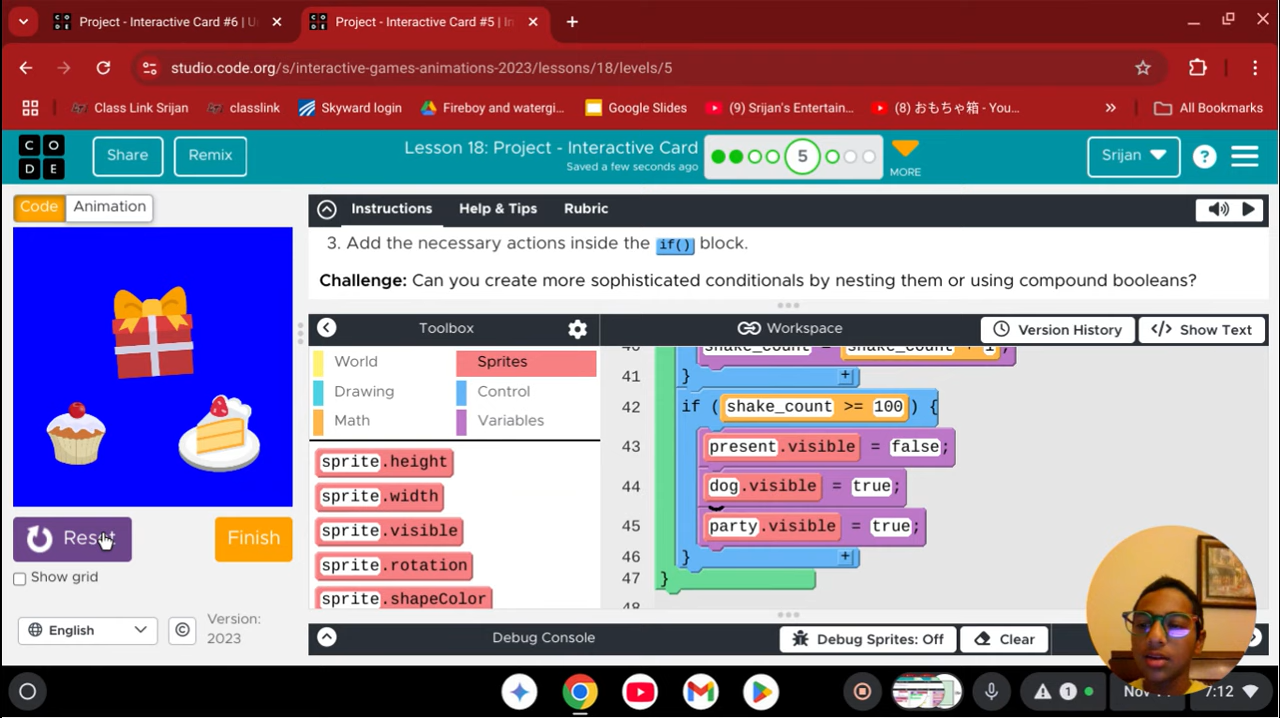 Project - Interactive Card #6 | U
Project - Interactive Card #5 | In
studio.code.org/s/interactive-games-animations-2023/lessons/18/levels/5
Class Link Srijan
classlink
Skyward login
Fireboy and watergi...
Google Slides
(9) Srijan's Entertain...
(8) おもちゃ箱 - You...
All Bookmarks
C O D E
Share
Remix
Lesson 18: Project - Interactive Card
Saved a few seconds ago
5
MORE
Srijan
?
Code
Animation
Instructions
Help & Tips
Rubric
3. Add the necessary actions inside the if() block.
Challenge: Can you create more sophisticated conditionals by nesting them or using compound booleans?
Toolbox
Workspace
Version History
</> Show Text
World
Sprites
Drawing
Control
Math
Variables
sprite.height
sprite.width
sprite.visible
sprite.rotation
sprite.shapeColor
40 shake_count = shake_count + 1;
41 } +
42 if ( shake_count >= 100 ) {
43 present.visible = false;
44 dog.visible = true;
45 party.visible = true;
46 } +
47 }
48
Reset
Finish
Show grid
English
©
Version: 2023
Debug Console
Debug Sprites: Off
Clear
1
Nov
7:12